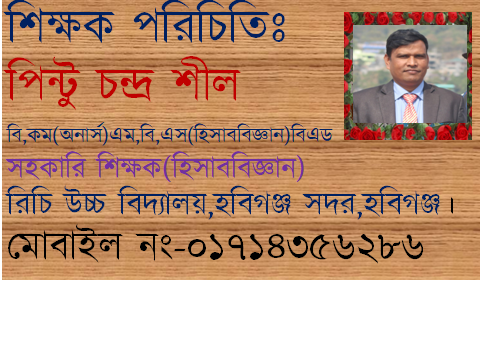 শিক্ষক পরিচিতিঃ
পিন্টু চন্দ্র শীল
বি,কম(অনার্স)এম,বি,এস(হিসাববিজ্ঞান)বিএড
সহকারি শিক্ষক(হিসাববিজ্ঞান)
রিচি উচ্চ বিদ্যালয়,হবিগঞ্জ সদর,হবিগঞ্জ।
মোবাইল নং-০১৭১৪৩৫৬২৮৬